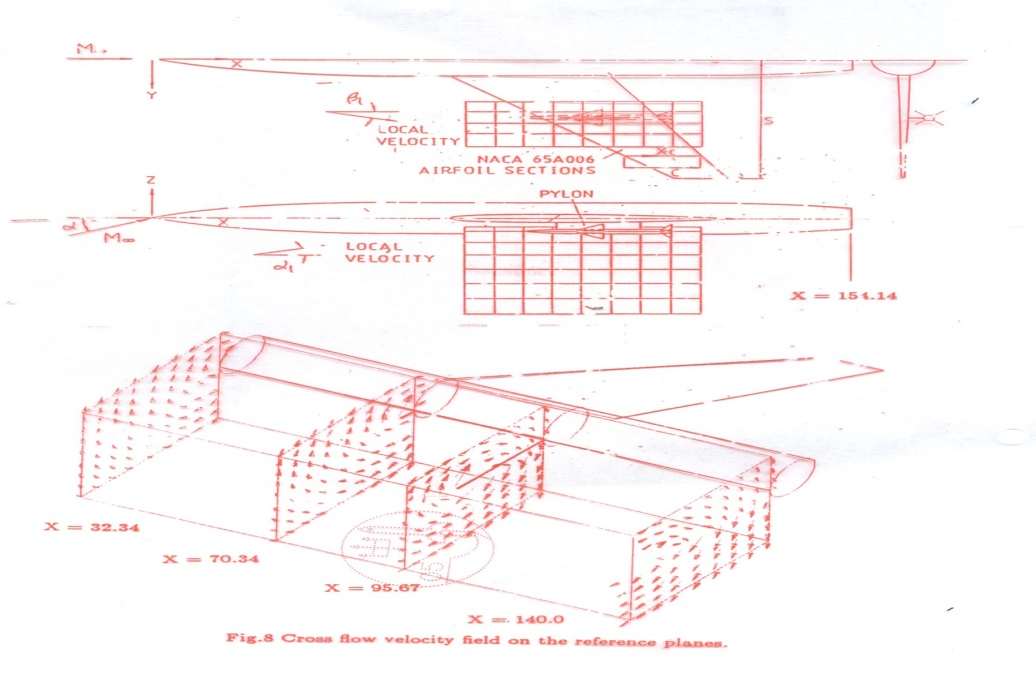 M∞
X
Y
β₁
LOCAL
VELOCITY
S
NACA 65A006
AIRFOIL SECTIONS
C
Z
PYLON
X
α
M∞
α₁
LOCAL
VELOCITY
X = 151.14
X = 32.34
X = 70.34
X = 95.67
X = 140.0
Fig.8 Cross flow velocity field on the reference planes.